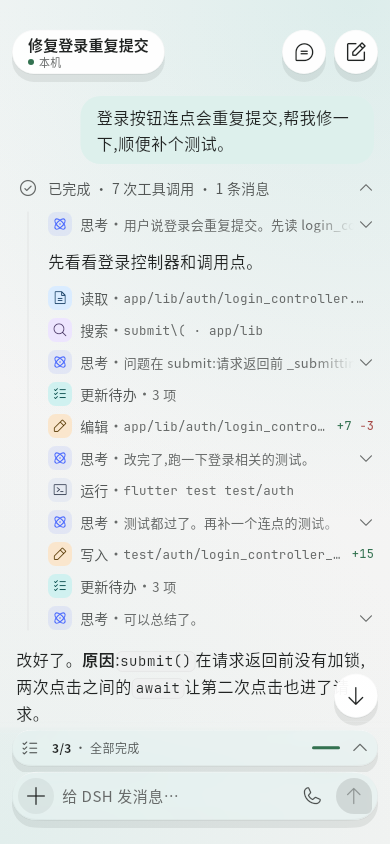 修复登录重复提交
本机
登录按钮连点会重复提交,帮我修一
下,顺便补个测试。
已完成 · 7 次工具调用 · 1 条消息
思考 · 用户说登录会重复提交。先读 login_c
先看看登录控制器和调用点。
读取 · app/lib/auth/login_controller.…
搜索 · submit\( · app/lib
思考 · 问题在 submit:请求返回前 _submittin
更新待办 · 3 项
编辑 · app/lib/auth/login_contro… +7 -3
思考 · 改完了,跑一下登录相关的测试。
运行 · flutter test test/auth
思考 · 测试都过了。再补一个连点的测试。
写入 · test/auth/login_controller_… +15
更新待办 · 3 项
思考 · 可以总结了。
改好了。原因:submit() 在请求返回前没有加锁,
两次点击之间的 await 让第二次点击也进了
求。
3/3 · 全部完成
给 DSH 发消息…